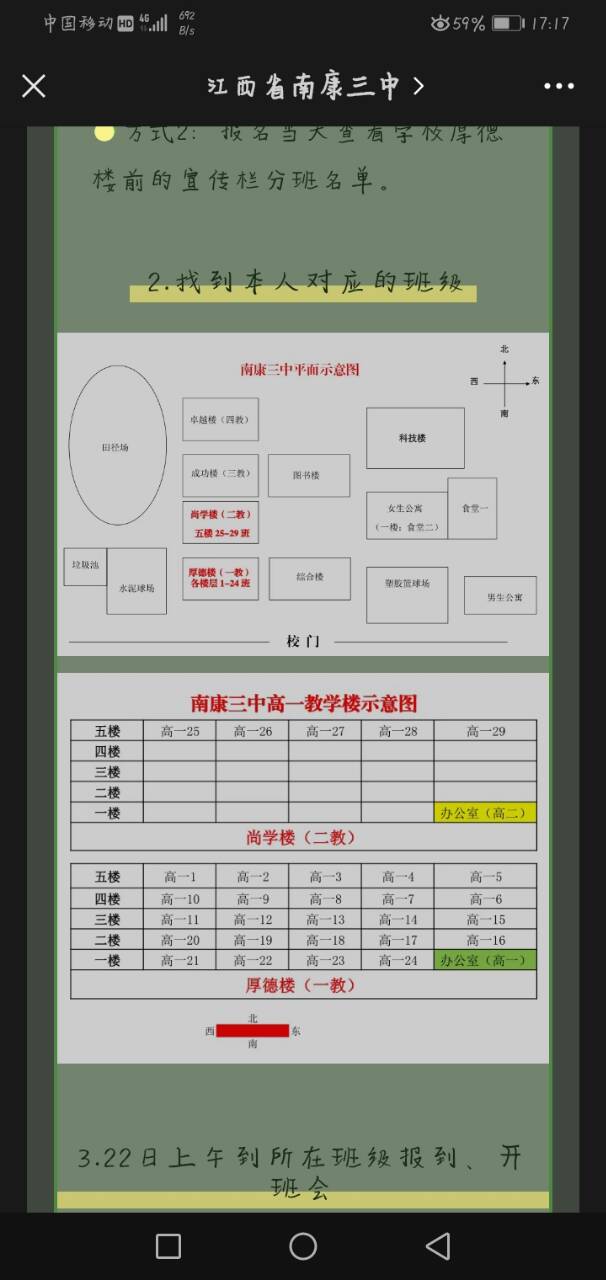 中国移动 HD 4G 692 B/s 59% 17:17
江西省南康三中
方式2：报名当天查看学校厚德
楼前的宣传栏分班名单。
2.找到本人对应的班级
南康三中平面示意图
北
西 东
南
田径场
卓越楼（四教）
科技楼
成功楼（三教）
图书楼
尚学楼（二教）
五楼 25-29 班
女生公寓
（一楼：食堂二）
食堂一
垃圾池
水泥球场
厚德楼（一教）
各楼层 1-24 班
综合楼
塑胶篮球场
男生公寓
校 门
南康三中高一教学楼示意图
五楼 高一25 高一26 高一27 高一28 高一29
四楼
三楼
二楼
一楼 办公室（高二）
尚学楼（二教）
五楼 高一1 高一2 高一3 高一4 高一5
四楼 高一10 高一9 高一8 高一7 高一6
三楼 高一11 高一12 高一13 高一14 高一15
二楼 高一20 高一19 高一18 高一17 高一16
一楼 高一21 高一22 高一23 高一24 办公室（高一）
厚德楼（一教）
北
西 东
南
3.22日上午到所在班级报到、开
班会